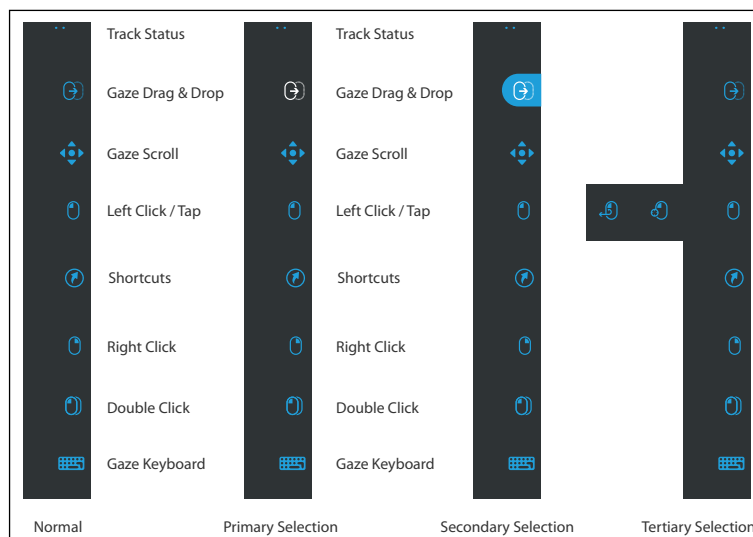 Track Status
Track Status
Gaze Drag & Drop
Gaze Drag & Drop
Gaze Scroll
Gaze Scroll
Left Click / Tap
Left Click / Tap
Shortcuts
Shortcuts
Right Click
Right Click
Double Click
Double Click
Gaze Keyboard
Gaze Keyboard
Normal
Primary Selection
Secondary Selection
Tertiary Selection